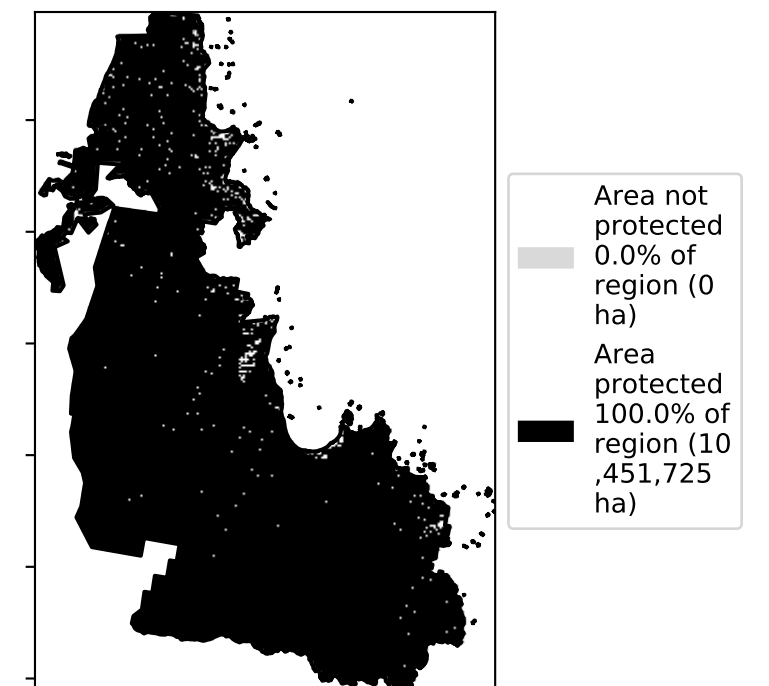 Area not
protected
0.0% of
region (0
ha)
Area
protected
100.0% of
region (10
,451,725
ha)